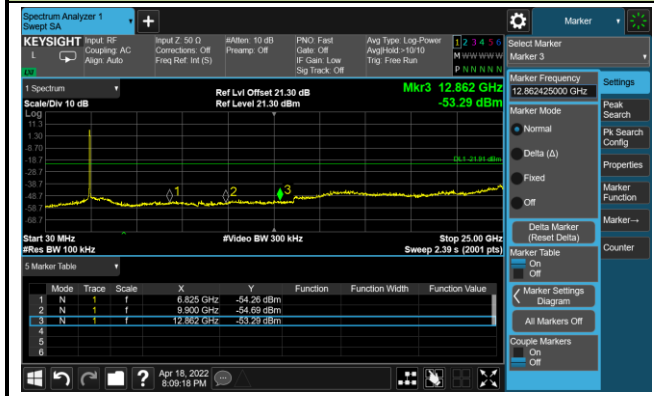 Spectrum Analyzer 1
Swept SA
Marker
KEYSIGHT
L
Input: RF
Coupling: AC
Align: Auto
Input Z: 50 Ω
Corrections: Off
Freq Ref: Int (S)
#Atten: 10 dB
Preamp: Off
PNO: Fast
Gate: Off
IF Gain: Low
Sig Track: Off
Avg Type: Log-Power
Avg|Hold:>10/10
Trig: Free Run
1 2 3 4 5 6
M W W W W W
P N N N N N
Select Marker
Marker 3
1 Spectrum
Scale/Div 10 dB
Log
Ref Lvl Offset 21.30 dB
Ref Level 21.30 dBm
Mkr3 12.862 GHz
-53.29 dBm
11.3
1.30
-8.70
-18.7
-28.7
-38.7
-48.7
-58.7
-68.7
DL1 -21.91 dBm
1
2
3
Start 30 MHz
#Res BW 100 kHz
#Video BW 300 kHz
Stop 25.00 GHz
Sweep 2.39 s (2001 pts)
5 Marker Table
Mode Trace Scale X Y Function Function Width Function Value
1 N 1 f 6.825 GHz -54.26 dBm
2 N 1 f 9.900 GHz -54.69 dBm
3 N 1 f 12.862 GHz -53.29 dBm
4
5
6
Apr 18, 2022
8:09:18 PM
Marker Frequency
12.862425000 GHz
Marker Mode
Normal
Delta (Δ)
Fixed
Off
Delta Marker
(Reset Delta)
Marker Table
On
Off
Marker Settings
Diagram
All Markers Off
Couple Markers
On
Off
Settings
Peak
Search
Pk Search
Config
Properties
Marker
Function
Marker→
Counter